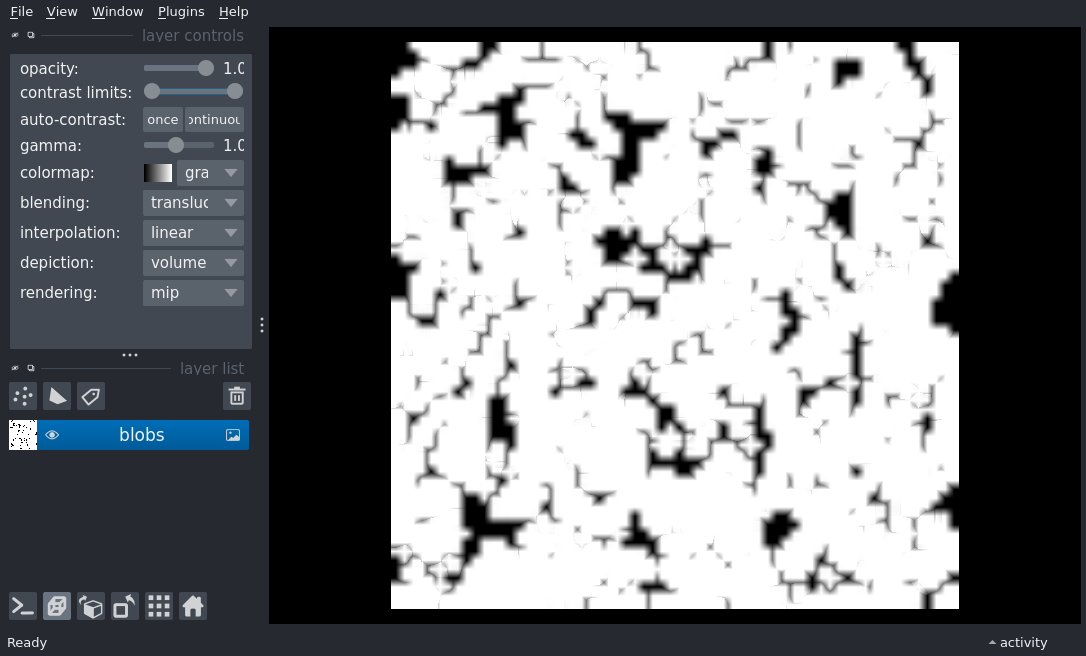 File View Window Plugins Help
layer controls
opacity: 1.0
contrast limits:
auto-contrast: once ontinuou
gamma: 1.0
colormap: gra
blending: transluc
interpolation: linear
depiction: volume
rendering: mip
layer list
blobs
Ready activity